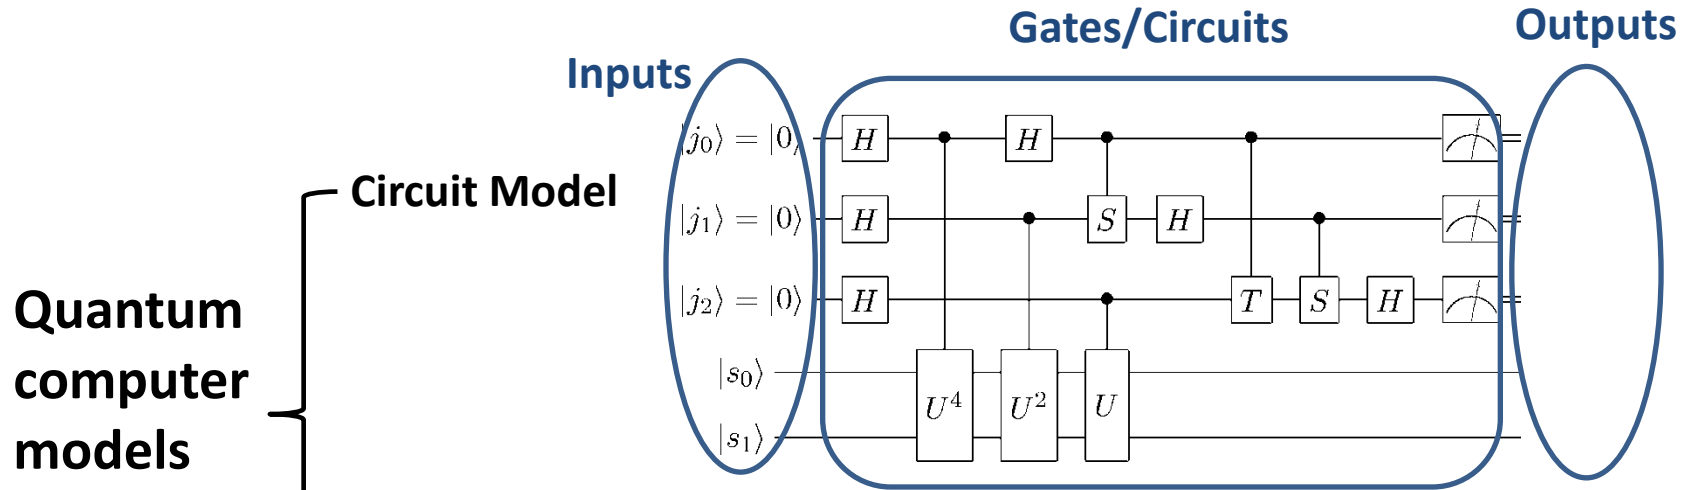 Gates/Circuits
Outputs
Inputs
|j₀⟩ = |0⟩ H H
Circuit Model
|j₁⟩ = |0⟩ H S H
|j₂⟩ = |0⟩ H T S H
Quantum
computer
models
|s₀⟩
U⁴ U² U
|s₁⟩